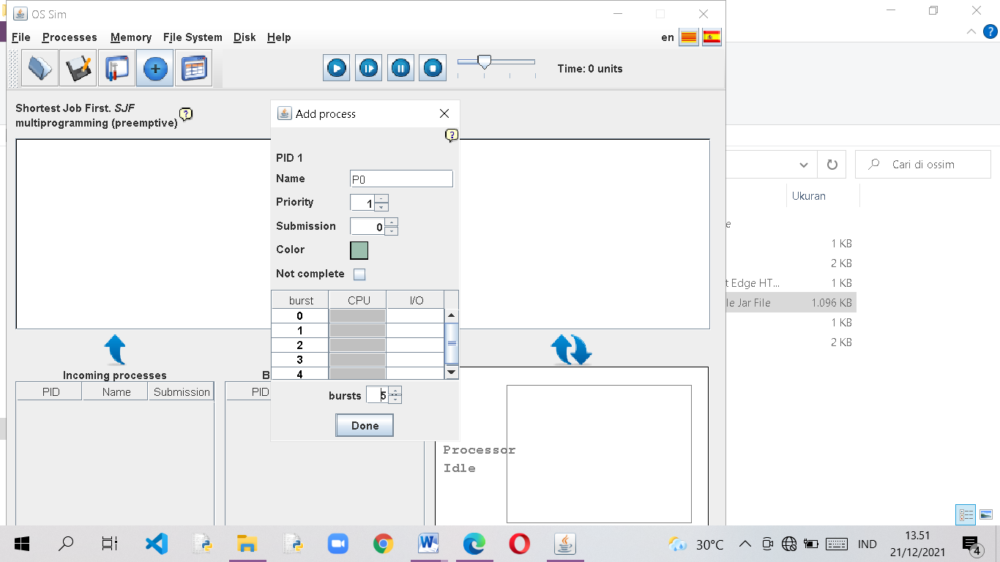 OS Sim
File Processes Memory File System Disk Help
en
Time: 0 units
Shortest Job First. SJF
multiprogramming (preemptive)
?
Add process
?
PID 1
Name P0
Priority 1
Submission 0
Color
Not complete
burst CPU I/O
0
1
2
3
4
bursts 5
Done
Incoming processes
PID Name Submission
B
PID
Processor
Idle
?
Cari di ossim
Ukuran
e
1 KB
2 KB
t Edge HT... 1 KB
le Jar File 1.096 KB
1 KB
2 KB
30°C
IND
13.51
21/12/2021
4